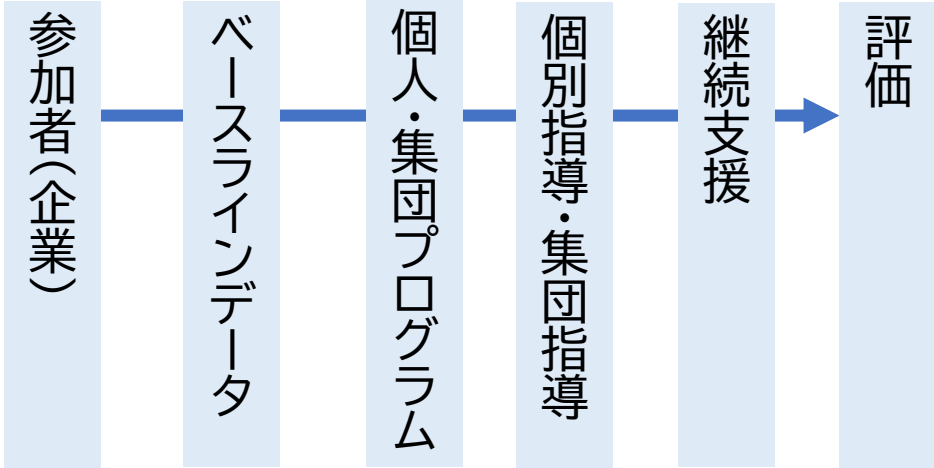 参加者（企業）
ベースラインデータ
個人・集団プログラム
個別指導・集団指導
継続支援
評価